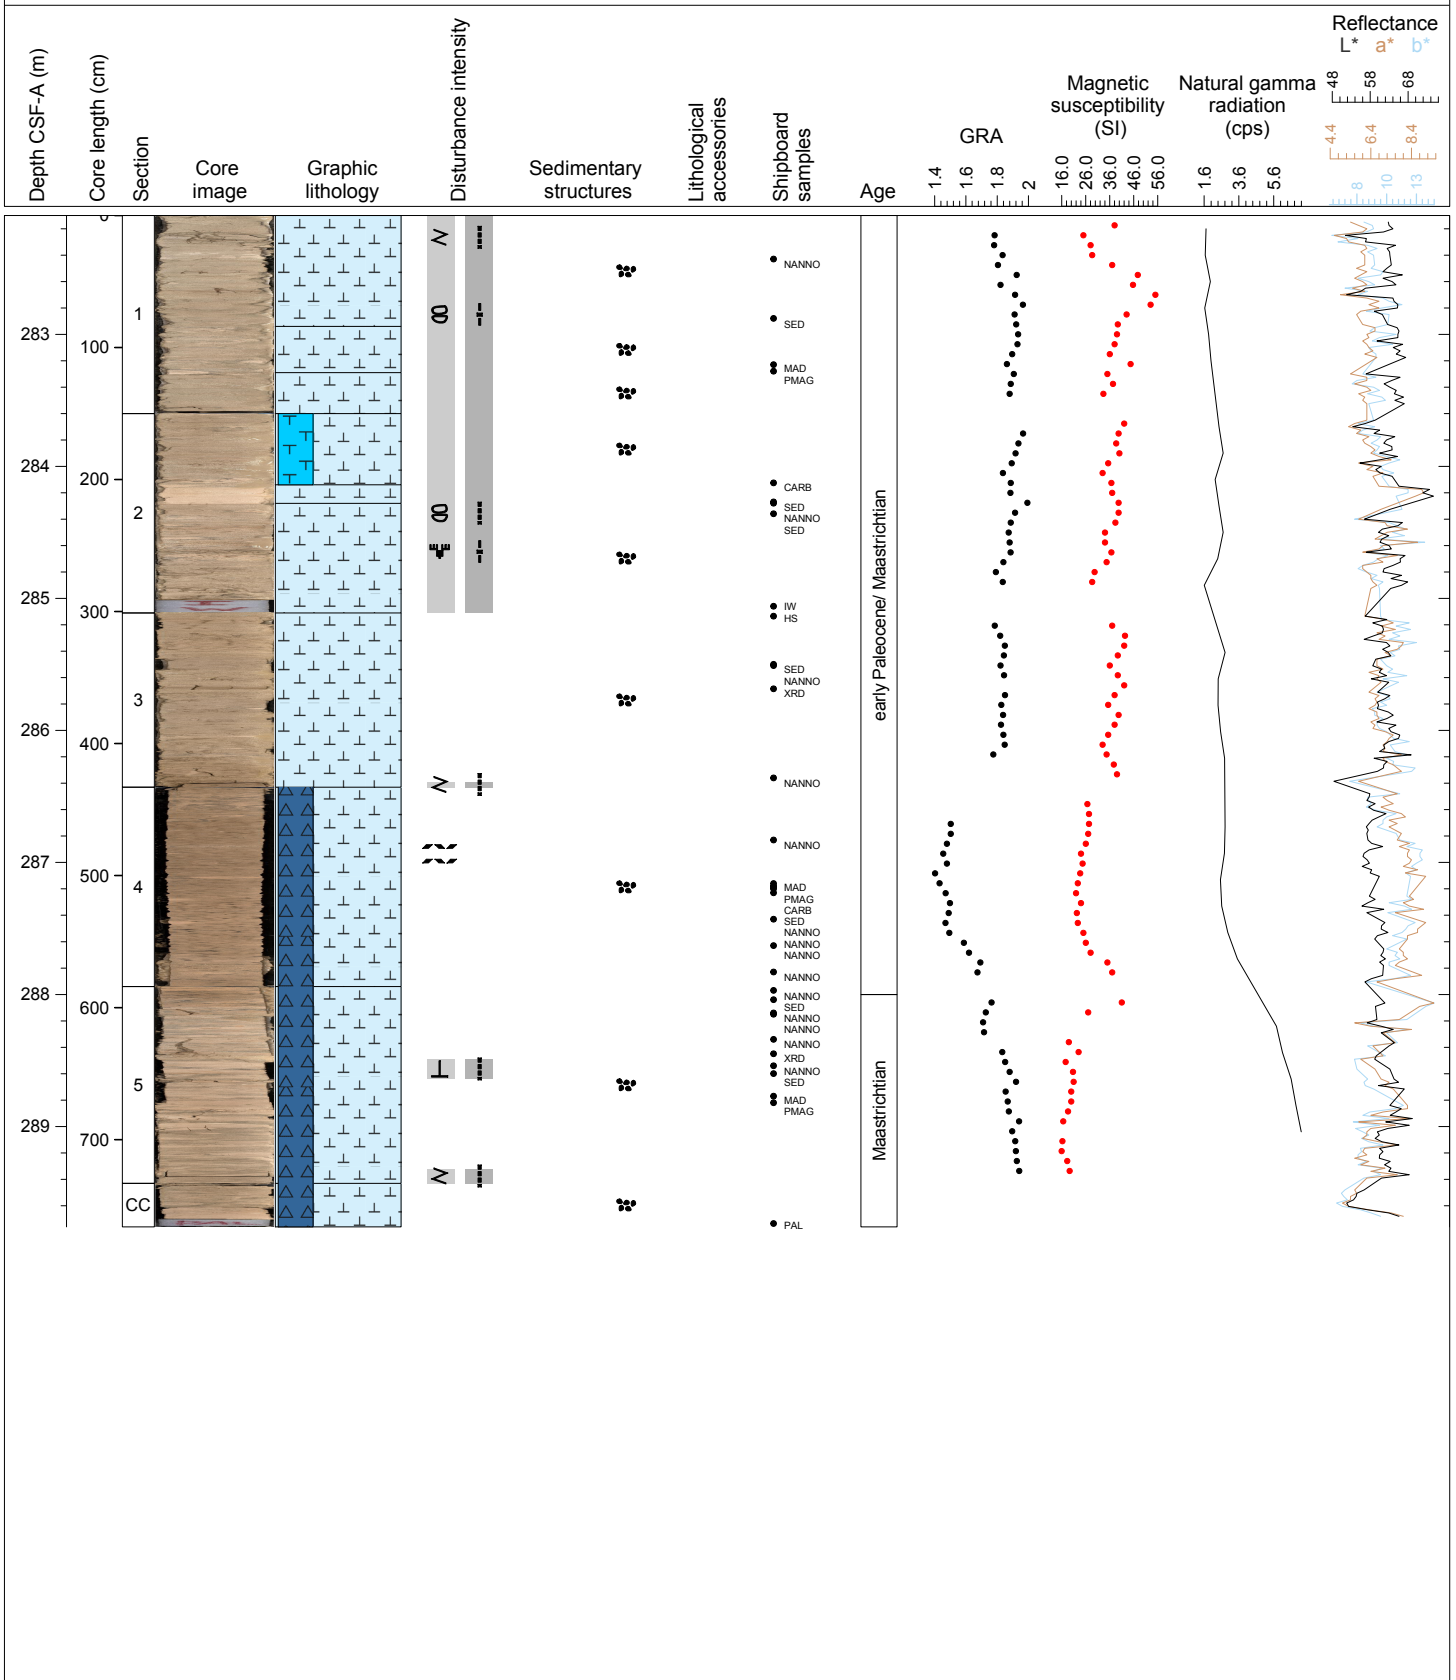 Reflectance
L* a* b*
Depth CSF-A (m)
Core length (cm)
Section
Core
image
Graphic
lithology
Disturbance intensity
Sedimentary
structures
Lithological
accessories
Shipboard
samples
Age
GRA
1.4 1.6 1.8 2
Magnetic
susceptibility
(SI)
16.0 26.0 36.0 46.0 56.0
Natural gamma
radiation
(cps)
1.6 3.6 5.6
48 58 68
4.4 6.4 8.4
8 10 13
283
284
285
286
287
288
289
0
100
200
300
400
500
600
700
1
2
3
4
5
CC
NANNO
SED
MAD
PMAG
CARB
SED
NANNO
SED
IW
HS
SED
NANNO
XRD
NANNO
NANNO
MAD
PMAG
CARB
SED
NANNO
NANNO
NANNO
NANNO
NANNO
SED
NANNO
NANNO
NANNO
XRD
NANNO
SED
MAD
PMAG
PAL
early Paleocene/ Maastrichtian
Maastrichtian